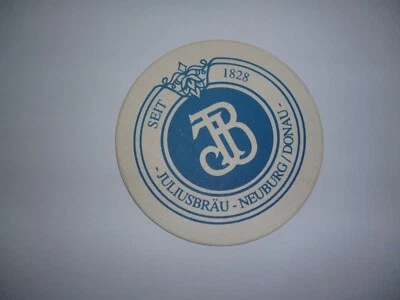 SEIT 1828
JB
- JULIUSBRÄU - NEUBURG / DONAU -